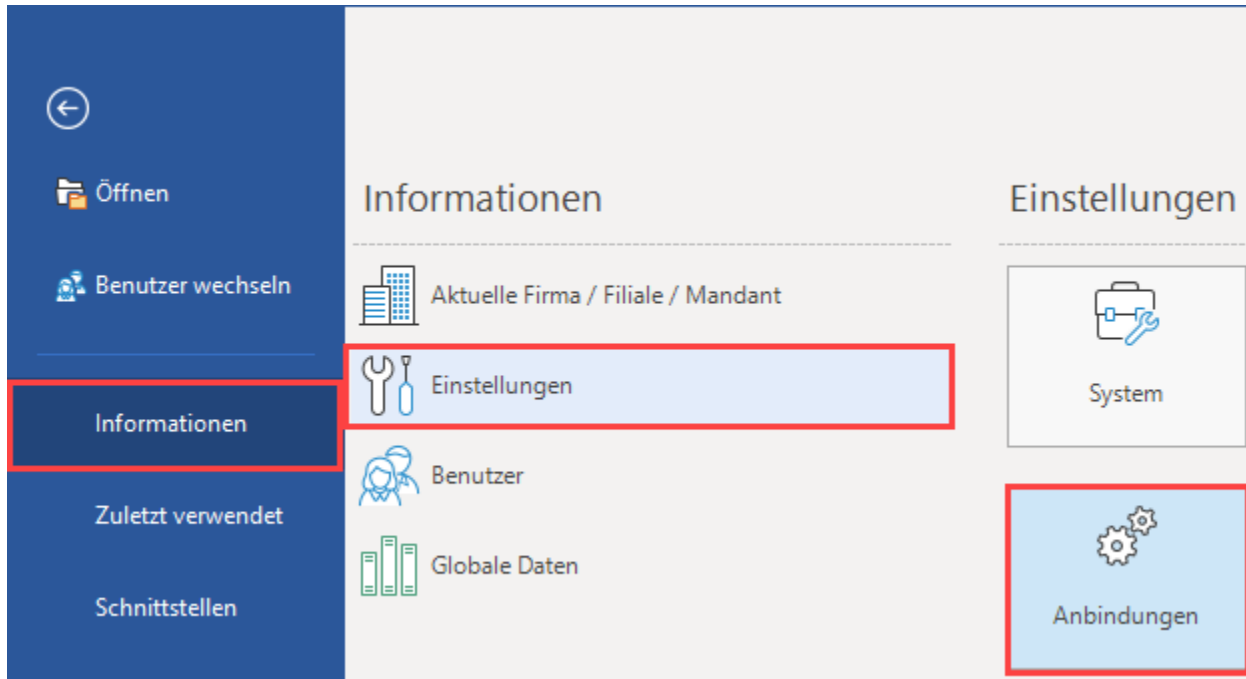 Öffnen
Benutzer wechseln
Informationen
Zuletzt verwendet
Schnittstellen
Informationen
Aktuelle Firma / Filiale / Mandant
Einstellungen
Benutzer
Globale Daten
Einstellungen
System
Anbindungen